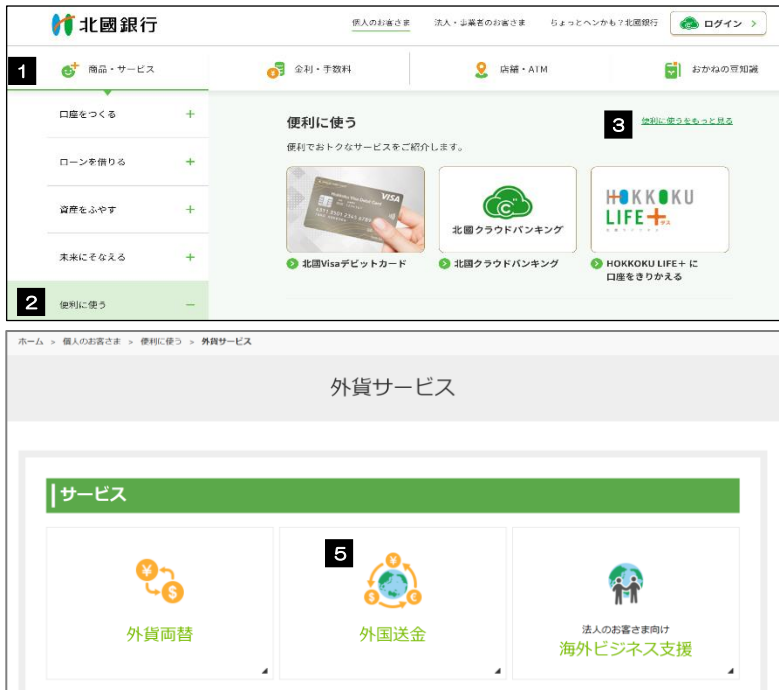 北國銀行
個人のお客さま
法人・事業者のお客さま
ちょっとヘンかも？北國銀行
ログイン
1
商品・サービス
金利・手数料
店舗・ATM
おかねの豆知識
口座をつくる
ローンを借りる
資産をふやす
未来にそなえる
2
便利に使う
便利に使う
3
便利に使うをもっと見る
便利でおトクなサービスをご紹介します。
VISA
北國クラウドバンキング
HOKKOKU
LIFE+
北國Visaデビットカード
北國クラウドバンキング
HOKKOKU LIFE+ に
口座をきりかえる
ホーム > 個人のお客さま > 便利に使う > 外貨サービス
外貨サービス
サービス
外貨両替
5
外国送金
法人のお客さま向け
海外ビジネス支援